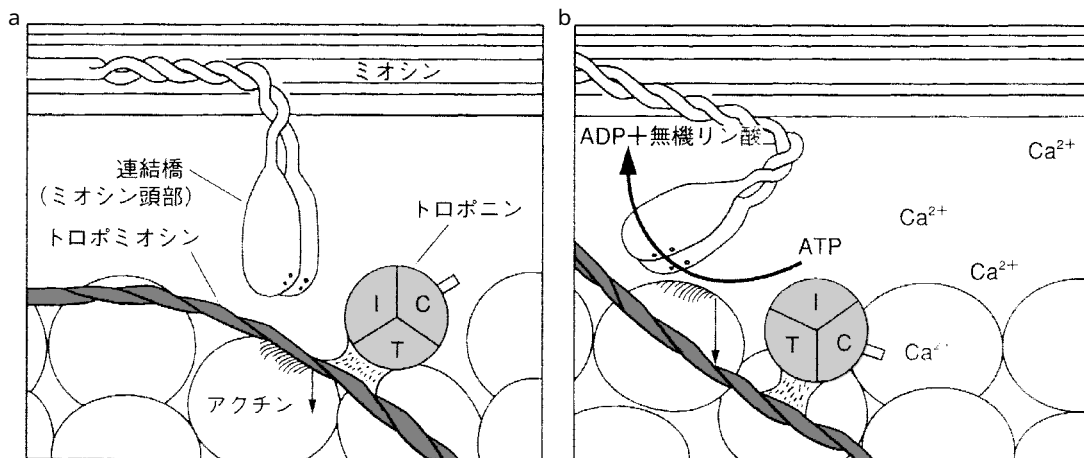 a
ミオシン
連結橋
(ミオシン頭部)
トロポニン
トロポミオシン
I
C
T
アクチン
b
ADP+無機リン酸
Ca²⁺
Ca²⁺
ATP
Ca²⁺
I
T
C
Ca²⁺